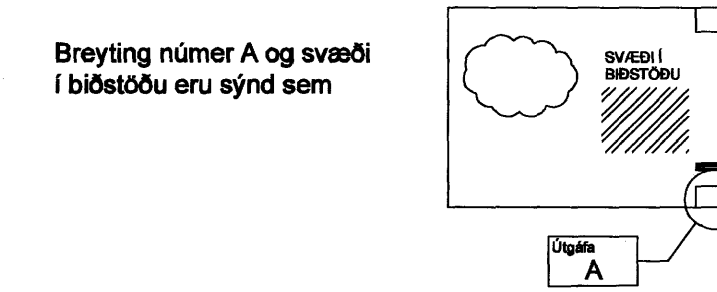 Breyting númer A og svæði
í biðstöðu eru sýnd sem
SVÆÐI Í
BIÐSTÖÐU
Útgáfa
A